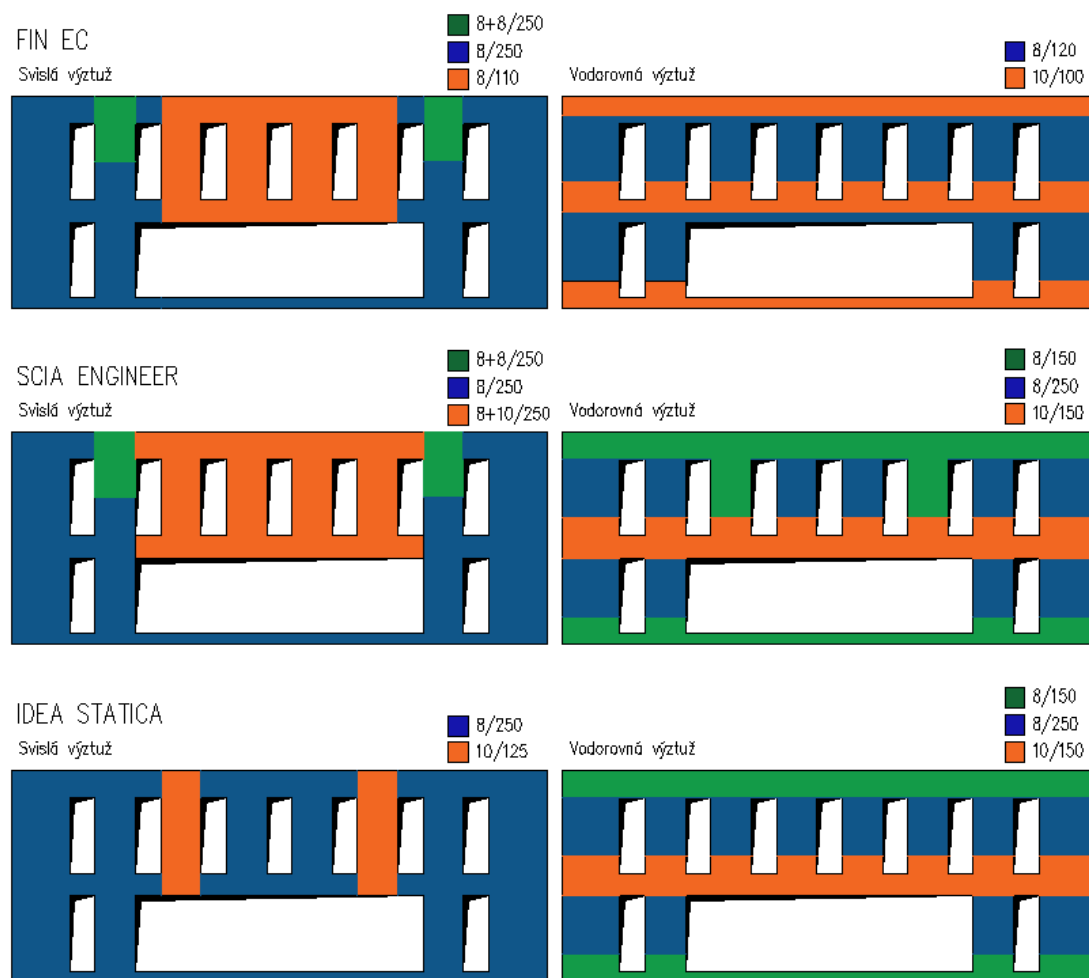 FIN EC
Svislá výztuž
8+8/250
8/250
8/110
Vodorovná výztuž
8/120
10/100
SCIA ENGINEER
Svislá výztuž
8+8/250
8/250
8+10/250
Vodorovná výztuž
8/150
8/250
10/150
IDEA STATICA
Svislá výztuž
8/250
10/125
Vodorovná výztuž
8/150
8/250
10/150